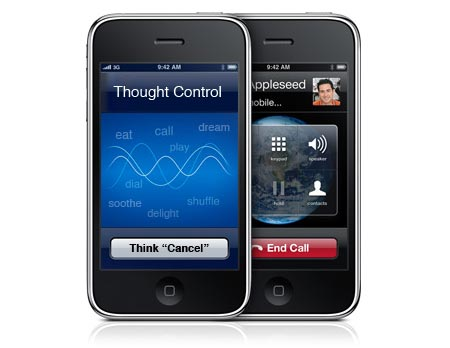 3G 9:42 AM
Thought Control
eat call dream
play
dial
soothe shuffle
delight
Think “Cancel”
9:42 AM
Appleseed
mobile...
keypad speaker
hold contacts
End Call